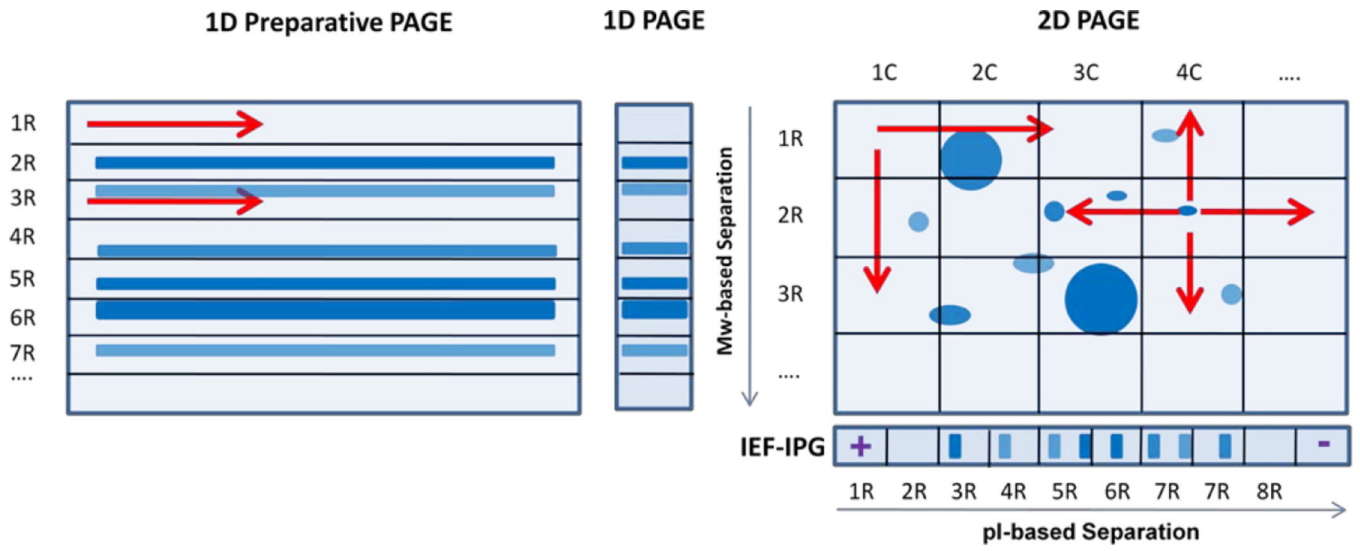 1D Preparative PAGE
1D PAGE
2D PAGE
1C 2C 3C 4C ....
1R
2R
3R
4R
5R
6R
7R
....
Mw-based Separation
1R
2R
3R
....
IEF-IPG + -
1R 2R 3R 4R 5R 6R 7R 7R 8R
pI-based Separation